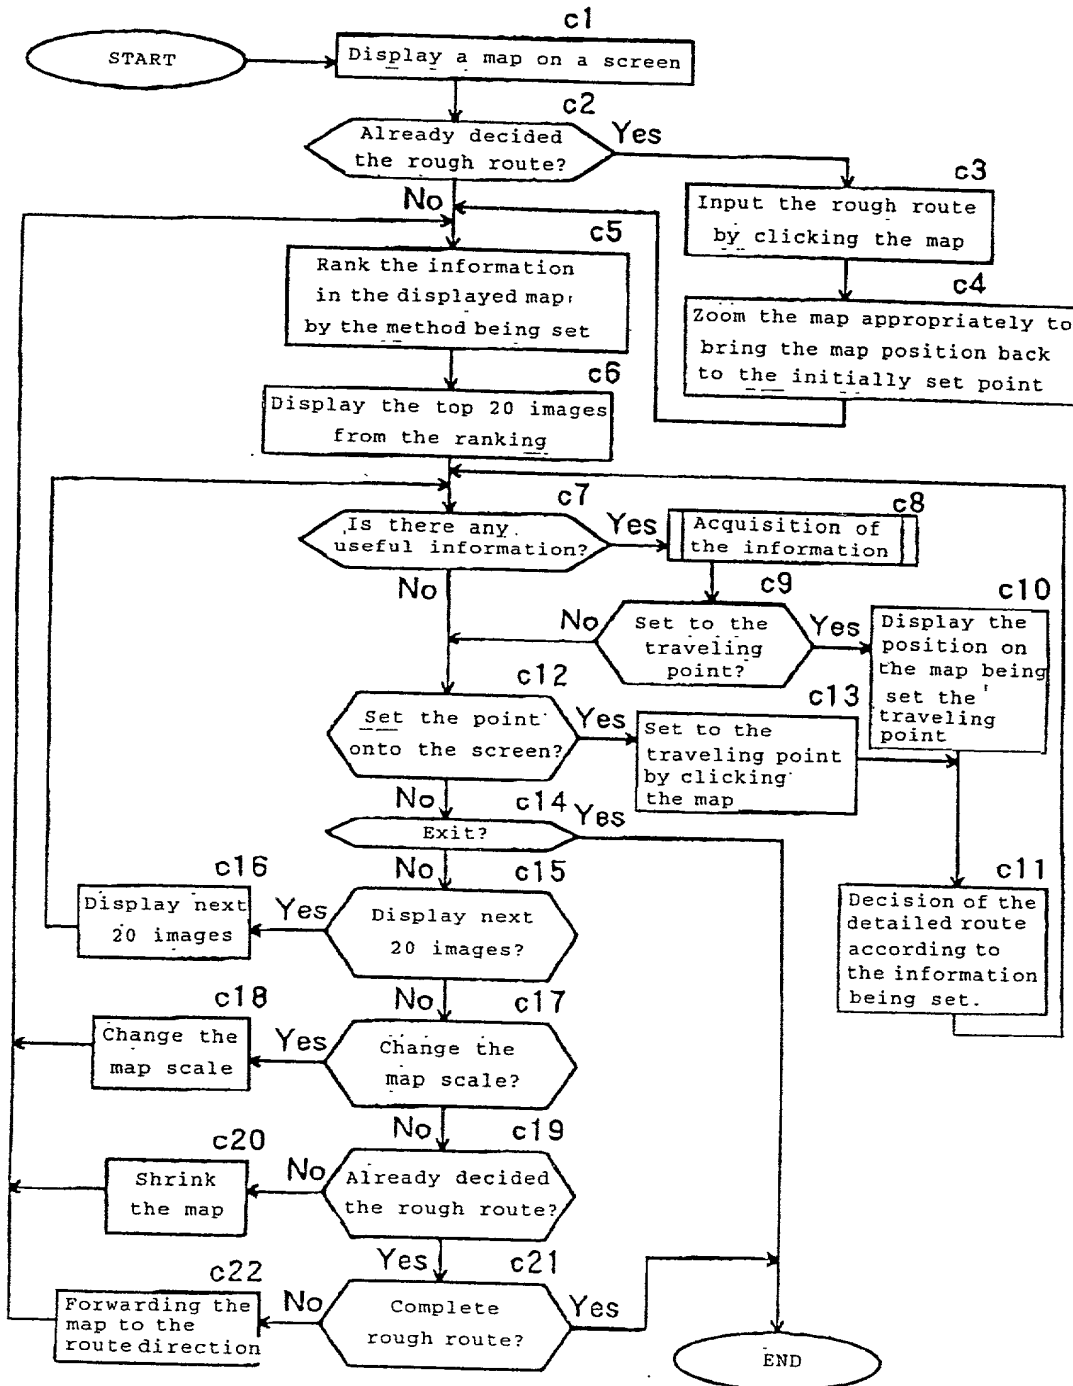 c1
START
Display a map on a screen
c2
Already decided
the rough route?
Yes
No
c3
Input the rough route
by clicking the map
c4
Zoom the map appropriately to
bring the map position back
to the initially set point
c5
Rank the information
in the displayed map
by the method being set
c6
Display the top 20 images
from the ranking
c7
Is there any
useful information?
Yes
No
c8
Acquisition of
the information
c9
Set to the
traveling
point?
No
Yes
c10
Display the
position on
the map being
set the
traveling
point
c12
Set the point
onto the screen?
Yes
No
c13
Set to the
traveling point
by clicking
the map
c14
Exit?
Yes
No
c11
Decision of the
detailed route
according to
the information
being set.
c15
Display next
20 images?
Yes
No
c16
Display next
20 images
c17
Change the
map scale?
Yes
No
c18
Change the
map scale
c19
Already decided
the rough route?
No
Yes
c20
Shrink
the map
c21
Complete
rough route?
No
Yes
c22
Forwarding the
map to the
route direction
END